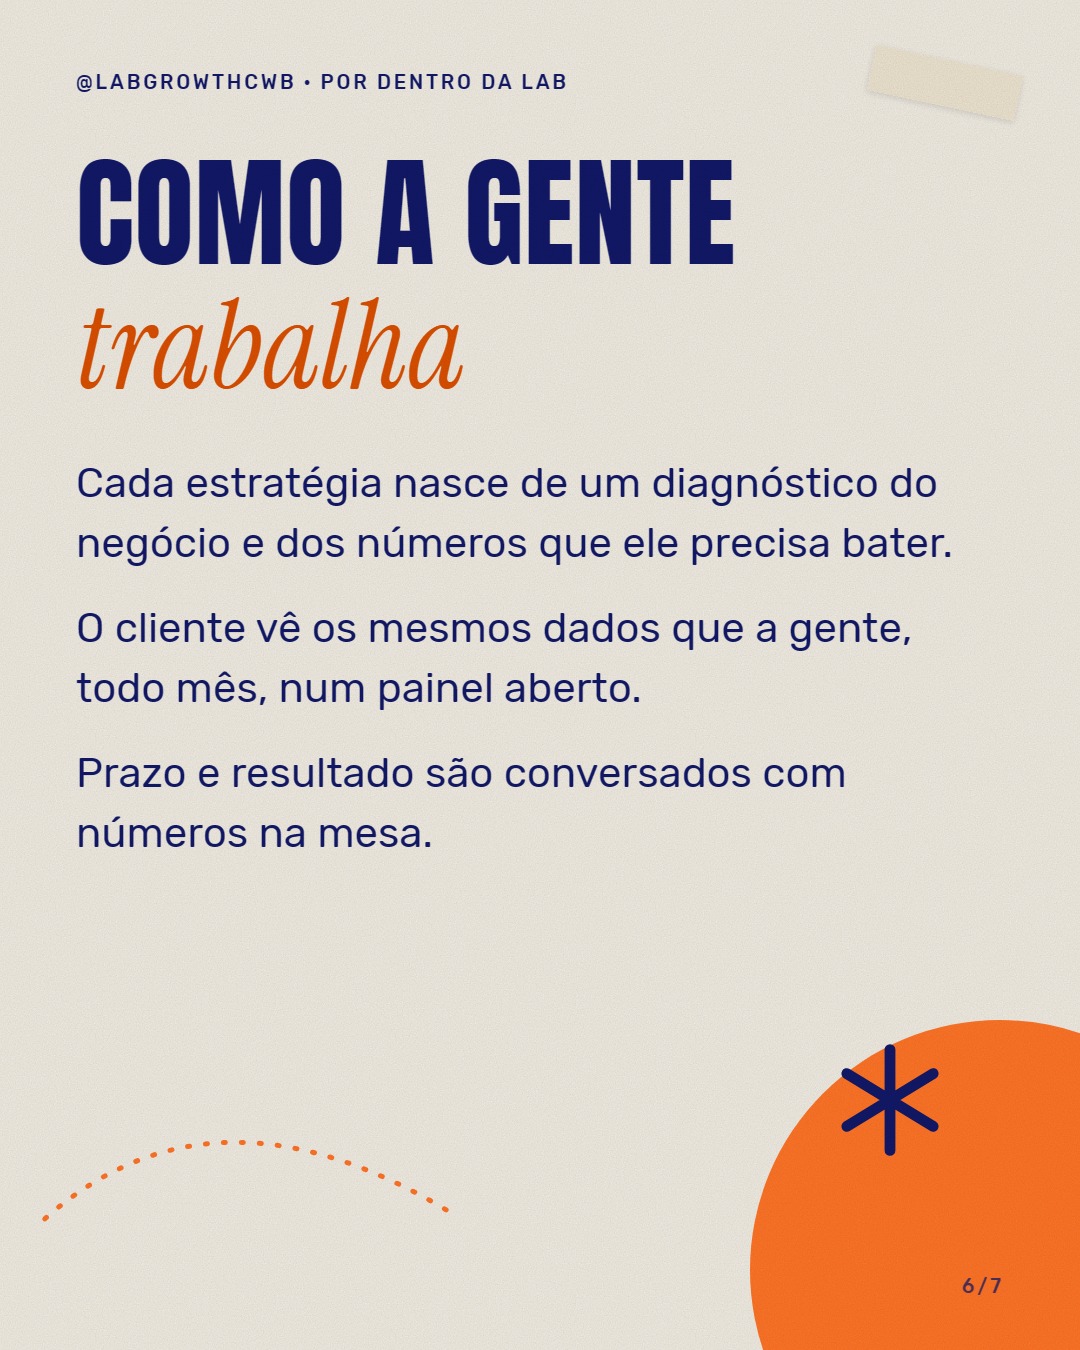 @LABGROWTHCWB • POR DENTRO DA LAB
COMO A GENTE
trabalha
Cada estratégia nasce de um diagnóstico do
negócio e dos números que ele precisa bater.
O cliente vê os mesmos dados que a gente,
todo mês, num painel aberto.
Prazo e resultado são conversados com
números na mesa.
6/7